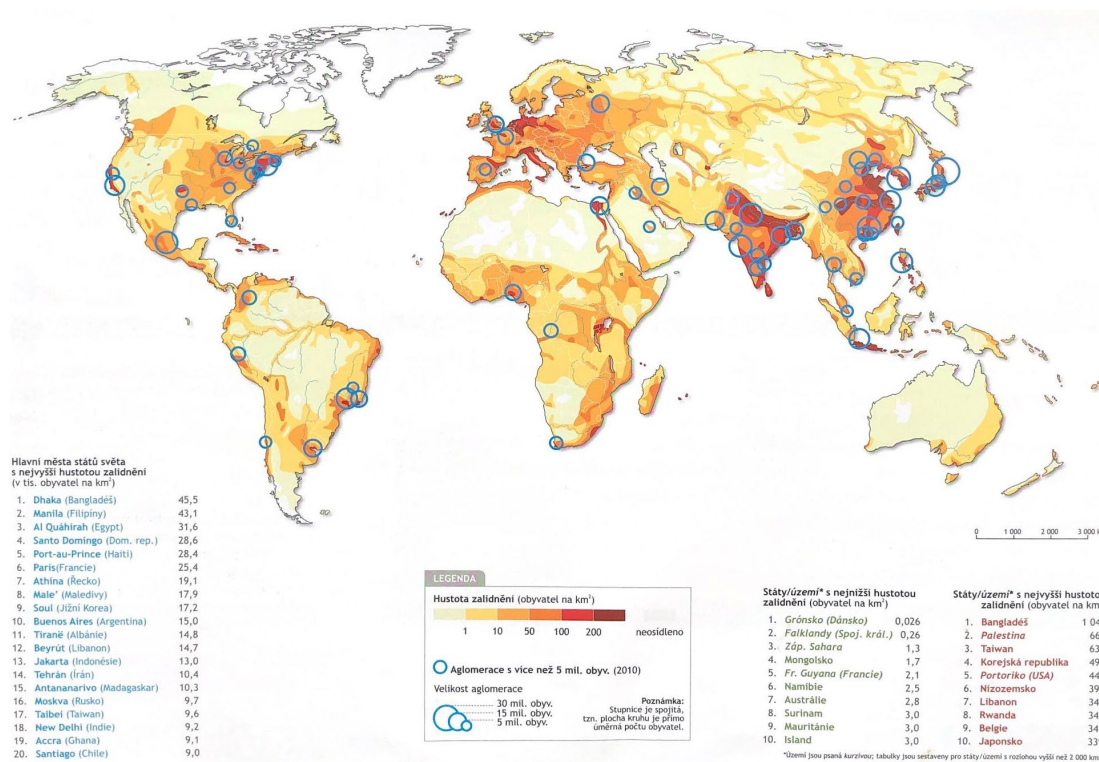 Hlavní města států světa
s nejvyšší hustotou zalidnění
(v tis. obyvatel na km²)
1. Dhaka (Bangladéš) 45,5
2. Manila (Filipíny) 43,1
3. Al Quáhirah (Egypt) 31,6
4. Santo Domingo (Dom. rep.) 28,6
5. Port-au-Prince (Haiti) 28,4
6. Paris(Francie) 25,4
7. Athina (Řecko) 19,1
8. Male' (Maledivy) 17,9
9. Soul (Jižní Korea) 17,2
10. Buenos Aires (Argentina) 15,0
11. Tiranë (Albánie) 14,8
12. Beyrút (Libanon) 14,7
13. Jakarta (Indonésie) 13,0
14. Tehrán (Írán) 10,4
15. Antananarivo (Madagaskar) 10,3
16. Moskva (Rusko) 9,7
17. Taibei (Taiwan) 9,6
18. New Delhi (Indie) 9,2
19. Accra (Ghana) 9,1
20. Santiago (Chile) 9,0
LEGENDA
Hustota zalidnění (obyvatel na km²)
1 10 50 100 200 neosídleno
Aglomerace s více než 5 mil. obyv. (2010)
Velikost aglomerace
30 mil. obyv.
15 mil. obyv.
5 mil. obyv.
Poznámka:
Stupnice je spojitá,
tzn. plocha kruhu je přímo
úměrná počtu obyvatel.
0 1 000 2 000 3 000
Státy/území* s nejnižší hustotou
zalidnění (obyvatel na km²)
1. Grónsko (Dánsko) 0,026
2. Falklandy (Spoj. král.) 0,26
3. Záp. Sahara 1,3
4. Mongolsko 1,7
5. Fr. Guyana (Francie) 2,1
6. Namibie 2,5
7. Austrálie 2,8
8. Surinam 3,0
9. Mauritánie 3,0
10. Island 3,0
Státy/území* s nejvyšší
zalidnění (obyvatel na
1. Bangladéš
2. Palestina
3. Taiwan
4. Korejská republika
5. Portoriko (USA)
6. Nizozemsko
7. Libanon
8. Rwanda
9. Belgie
10. Japonsko
*Území jsou psaná kurzívou; tabulky jsou sestaveny pro státy/území s rozlohou vyšší než 2 000